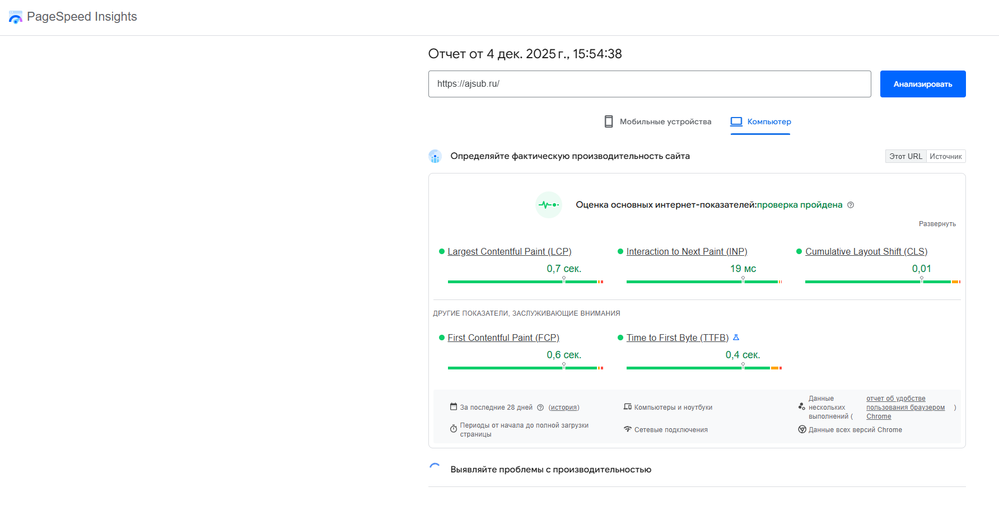 PageSpeed Insights
Отчет от 4 дек. 2025 г., 15:54:38
https://ajsub.ru/
Анализировать
Мобильные устройства
Компьютер
Определяйте фактическую производительность сайта
Этот URL
Источник
Оценка основных интернет-показателей:проверка пройдена
Развернуть
Largest Contentful Paint (LCP)
0,7 сек.
Interaction to Next Paint (INP)
19 мс
Cumulative Layout Shift (CLS)
0,01
ДРУГИЕ ПОКАЗАТЕЛИ, ЗАСЛУЖИВАЮЩИЕ ВНИМАНИЯ
First Contentful Paint (FCP)
0,6 сек.
Time to First Byte (TTFB)
0,4 сек.
За последние 28 дней (история)
Компьютеры и ноутбуки
Данные
нескольких
выполнений (
отчет об удобстве
пользования браузером
Chrome
)
Периоды от начала до полной загрузки
страницы
Сетевые подключения
Данные всех версий Chrome
Выявляйте проблемы с производительностью